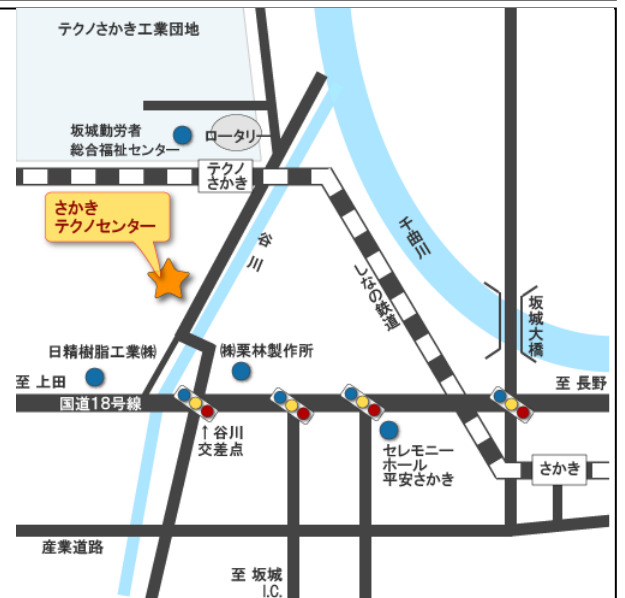 テクノさかき工業団地
坂城勤労者
総合福祉センター
ロータリー
テクノ
さかき
さかき
テクノセンター
谷川
千曲川
しなの鉄道
坂城大橋
日精樹脂工業㈱
㈱栗林製作所
至 上田
至 長野
国道18号線
↑谷川
交差点
セレモニー
ホール
平安さかき
さかき
産業道路
至 坂城
I.C.